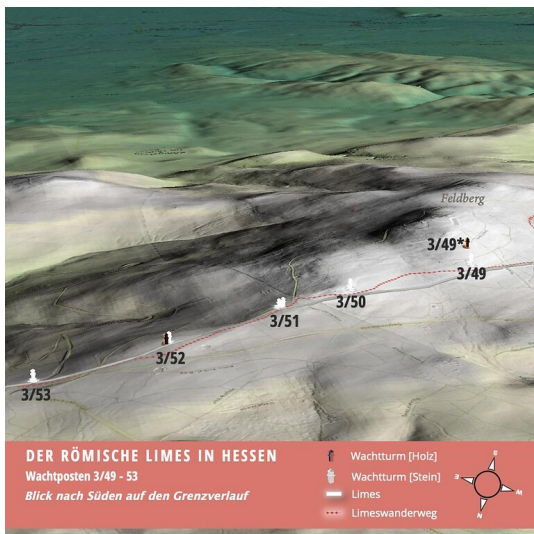 Feldberg
3/49*
3/49
3/50
3/51
3/52
3/53
DER RÖMISCHE LIMES IN HESSEN
Wachtposten 3/49 - 53
Blick nach Süden auf den Grenzverlauf
Wachtturm [Holz]
Wachtturm [Stein]
Limes
Limeswanderweg
S
W
N